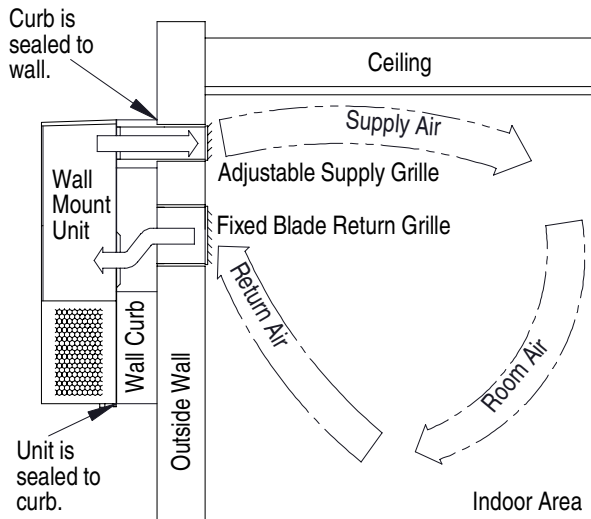 Curb is
sealed to
wall.
Ceiling
Supply Air
Adjustable Supply Grille
Wall
Mount
Unit
Fixed Blade Return Grille
Return Air
Room Air
Wall Curb
Outside Wall
Unit is
sealed to
curb.
Indoor Area